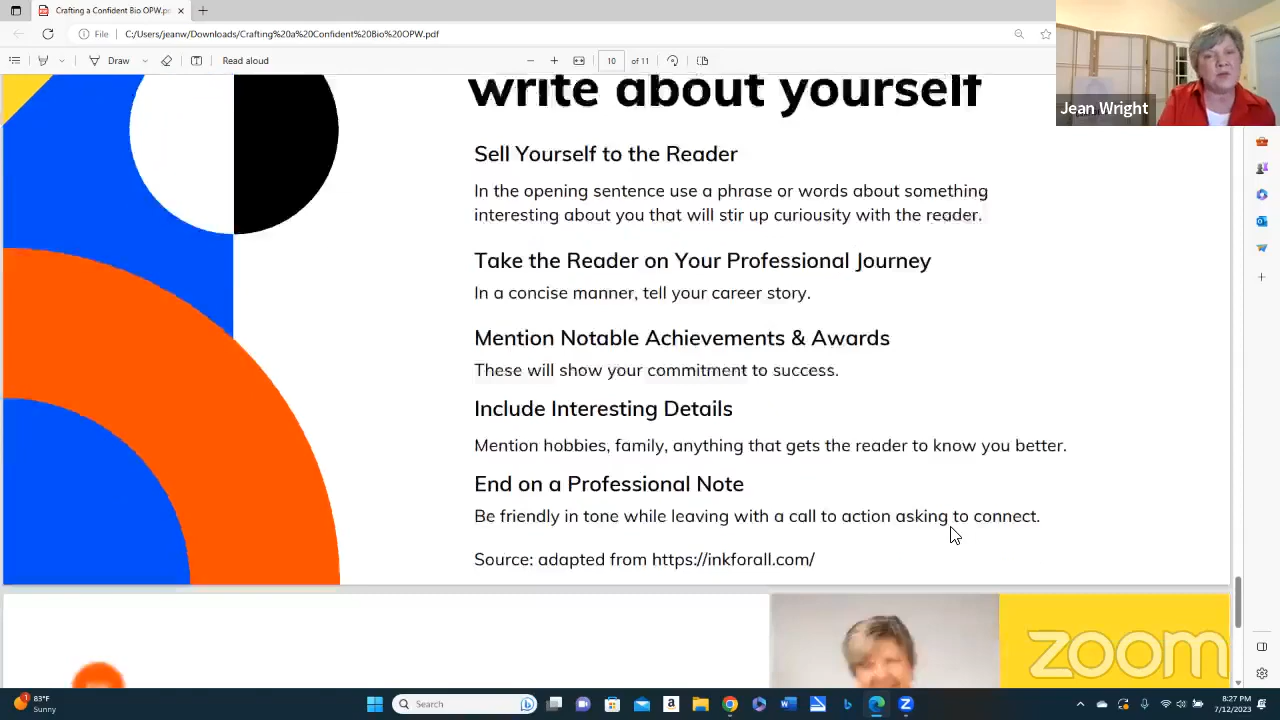 Crafting a Confident Bio OPW.pd
File
C:/Users/jeanw/Downloads/Crafting%20a%20Confident%20Bio%20OPW.pdf
Draw
Read aloud
10
of 11
Jean Wright
write about yourself
Sell Yourself to the Reader
In the opening sentence use a phrase or words about something
interesting about you that will stir up curiousity with the reader.
Take the Reader on Your Professional Journey
In a concise manner, tell your career story.
Mention Notable Achievements & Awards
These will show your commitment to success.
Include Interesting Details
Mention hobbies, family, anything that gets the reader to know you better.
End on a Professional Note
Be friendly in tone while leaving with a call to action asking to connect.
Source: adapted from https://inkforall.com/
zoom
83°F
Sunny
Search
8:27 PM
7/12/2023